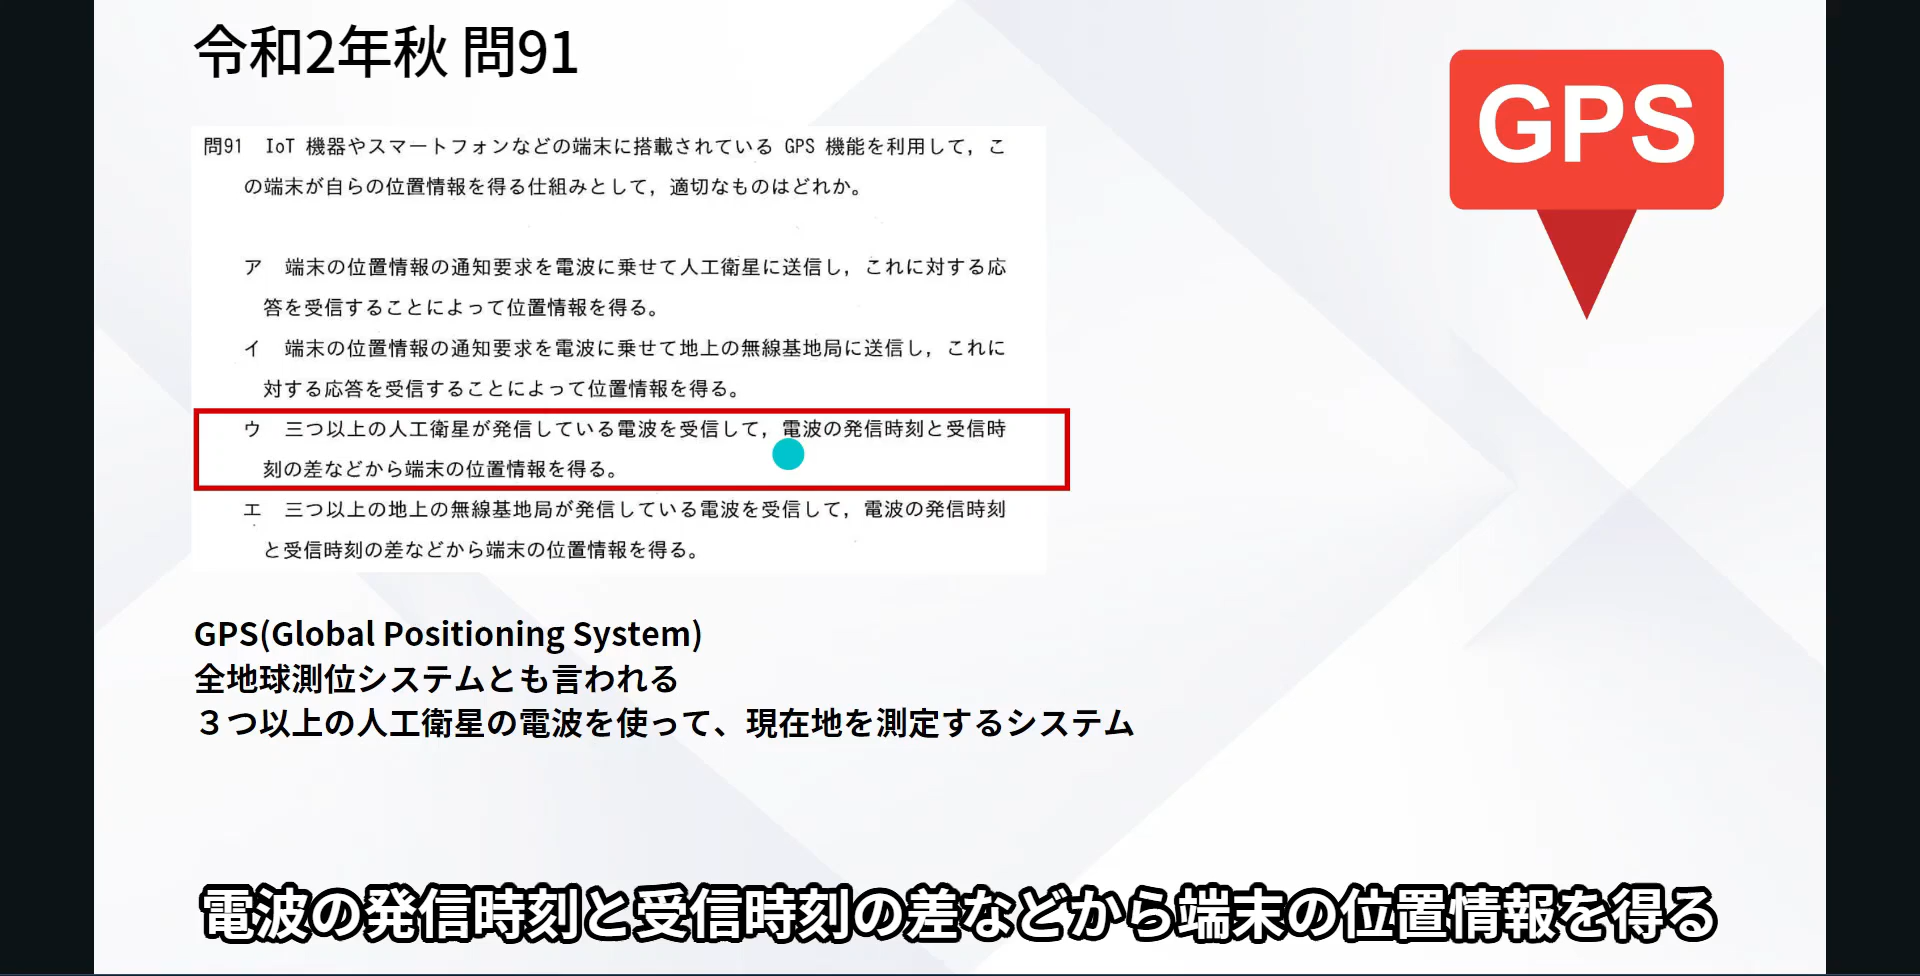 令和2年秋 問91
GPS
問91 IoT 機器やスマートフォンなどの端末に搭載されている GPS 機能を利用して，こ
の端末が自らの位置情報を得る仕組みとして，適切なものはどれか。
ア 端末の位置情報の通知要求を電波に乗せて人工衛星に送信し，これに対する応
答を受信することによって位置情報を得る。
イ 端末の位置情報の通知要求を電波に乗せて地上の無線基地局に送信し，これに
対する応答を受信することによって位置情報を得る。
ウ 三つ以上の人工衛星が発信している電波を受信して，電波の発信時刻と受信時
刻の差などから端末の位置情報を得る。
エ 三つ以上の地上の無線基地局が発信している電波を受信して，電波の発信時刻
と受信時刻の差などから端末の位置情報を得る。
GPS(Global Positioning System)
全地球測位システムとも言われる
３つ以上の人工衛星の電波を使って、現在地を測定するシステム
電波の発信時刻と受信時刻の差などから端末の位置情報を得る